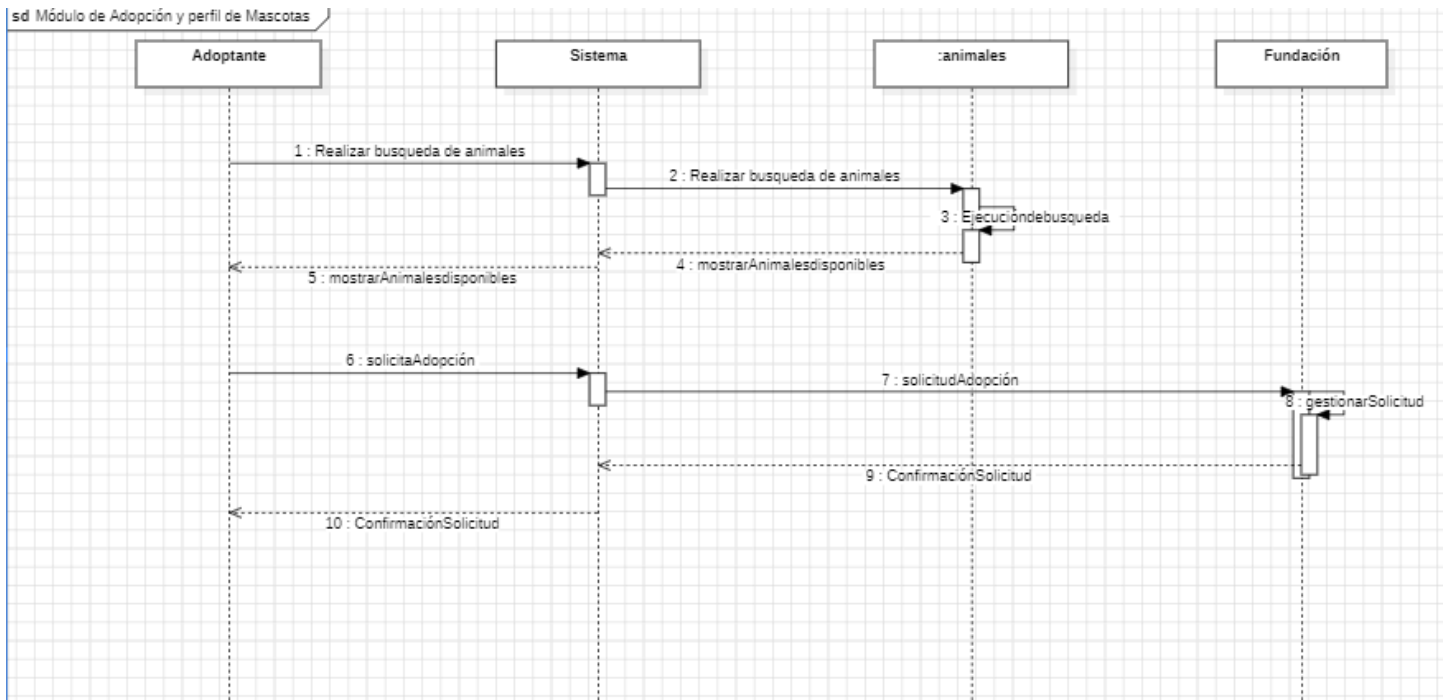 sd Módulo de Adopción y perfil de Mascotas
Adoptante
Sistema
:animales
Fundación
1 : Realizar busqueda de animales
2 : Realizar busqueda de animales
3 : Ejecucióndebusqueda
4 : mostrarAnimalesdisponibles
5 : mostrarAnimalesdisponibles
6 : solicitaAdopción
7 : solicitudAdopción
8 : gestionarSolicitud
9 : ConfirmaciónSolicitud
10 : ConfirmaciónSolicitud